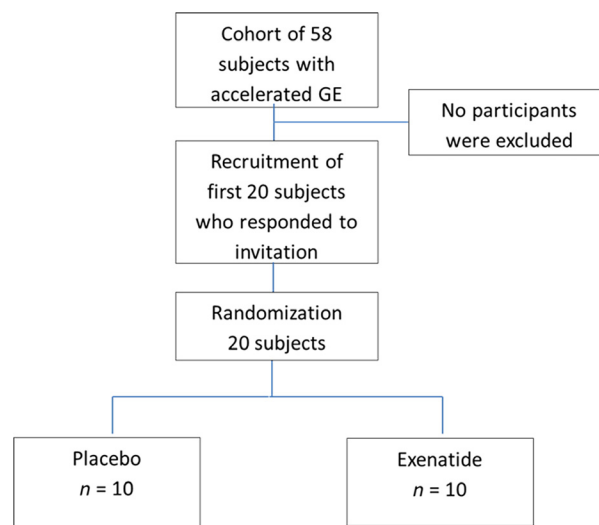 Cohort of 58
subjects with
accelerated GE
No participants
were excluded
Recruitment of
first 20 subjects
who responded to
invitation
Randomization
20 subjects
Placebo
n = 10
Exenatide
n = 10